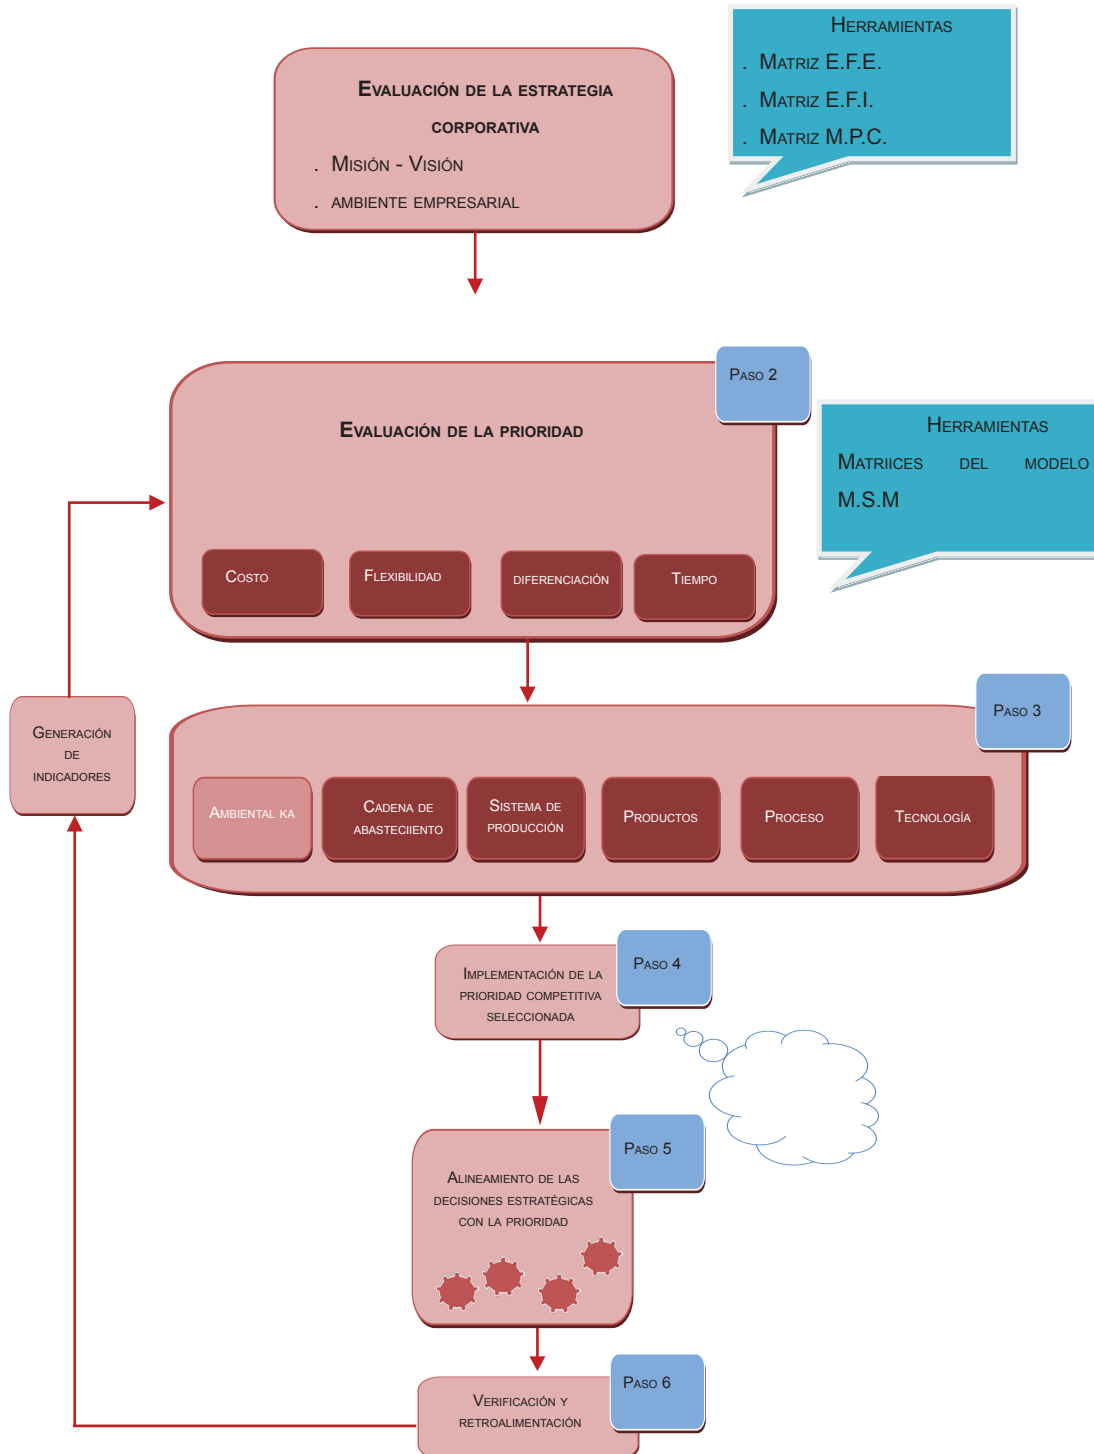 Herramientas
. Matriz E.F.E.
. Matriz E.F.I.
. Matriz M.P.C.
Evaluación de la estrategia
corporativa
. Misión - Visión
. ambiente empresarial
Paso 2
Evaluación de la prioridad
Herramientas
Matriices del modelo
M.S.M
Costo
Flexibilidad
diferenciación
Tiempo
Paso 3
Generación
de
indicadores
Ambiental ka
Cadena de
abasteciiento
Sistema de
producción
Productos
Proceso
Tecnología
Paso 4
Implementación de la
prioridad competitiva
seleccionada
Paso 5
Alineamiento de las
decisiones estratégicas
con la prioridad
Paso 6
Verificación y
retroalimentación